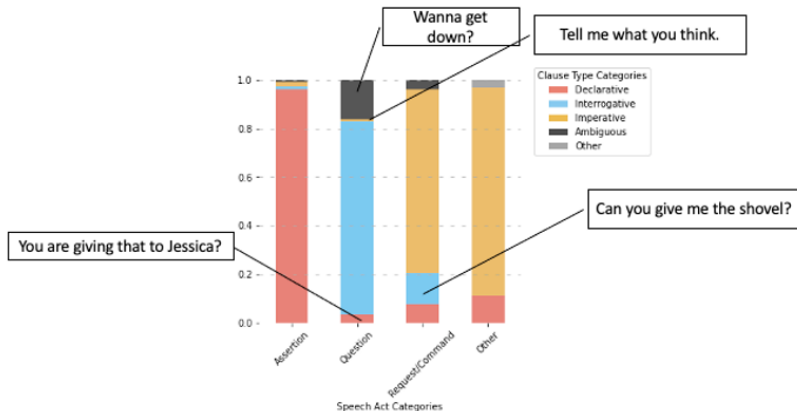 Wanna get
down?
Tell me what you think.
Clause Type Categories
Declarative
Interrogative
Imperative
Ambiguous
Other
Can you give me the shovel?
You are giving that to Jessica?
1.0
0.8
0.6
0.4
0.2
0.0
Assertion
Question
Request/Command
Other
Speech Act Categories